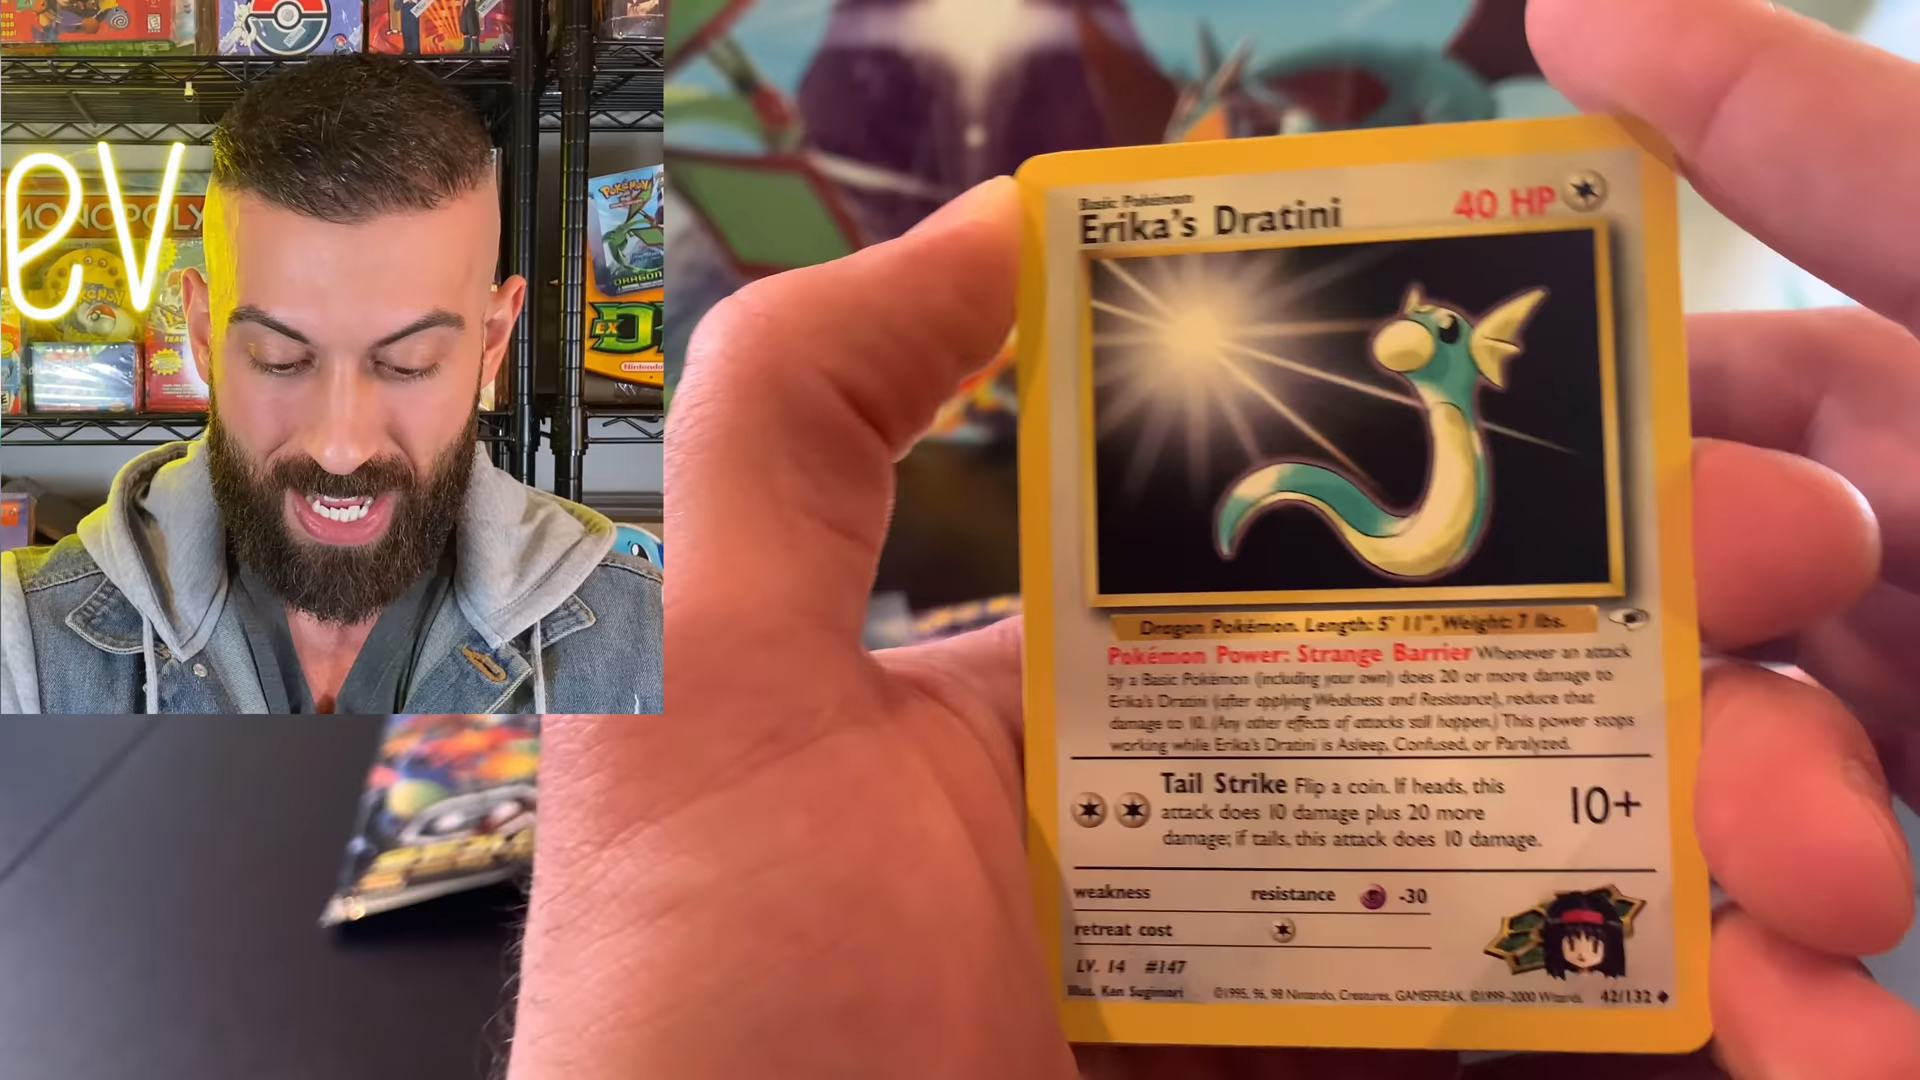 ev
MONOPOLY
POKéMON
DRAGON
EX
Nintendo
Basic Pokémon
Erika's Dratini
40 HP
Dragon Pokémon. Length: 5' 11", Weight: 7 lbs.
Pokémon Power: Strange Barrier Whenever an attack
by a Basic Pokémon (including your own) does 20 or more damage to
Erika's Dratini (after applying Weakness and Resistance), reduce that
damage to 10. (Any other effects of attacks still happen.) This power stops
working while Erika's Dratini is Asleep, Confused, or Paralyzed.
Tail Strike Flip a coin. If heads, this
attack does 10 damage plus 20 more
damage; if tails, this attack does 10 damage.
10+
weakness
resistance -30
retreat cost
LV. 14 #147
Illus. Ken Sugimori
©1995, 96, 98 Nintendo, Creatures, GAMEFREAK. ©1999-2000 Wizards.
42/132